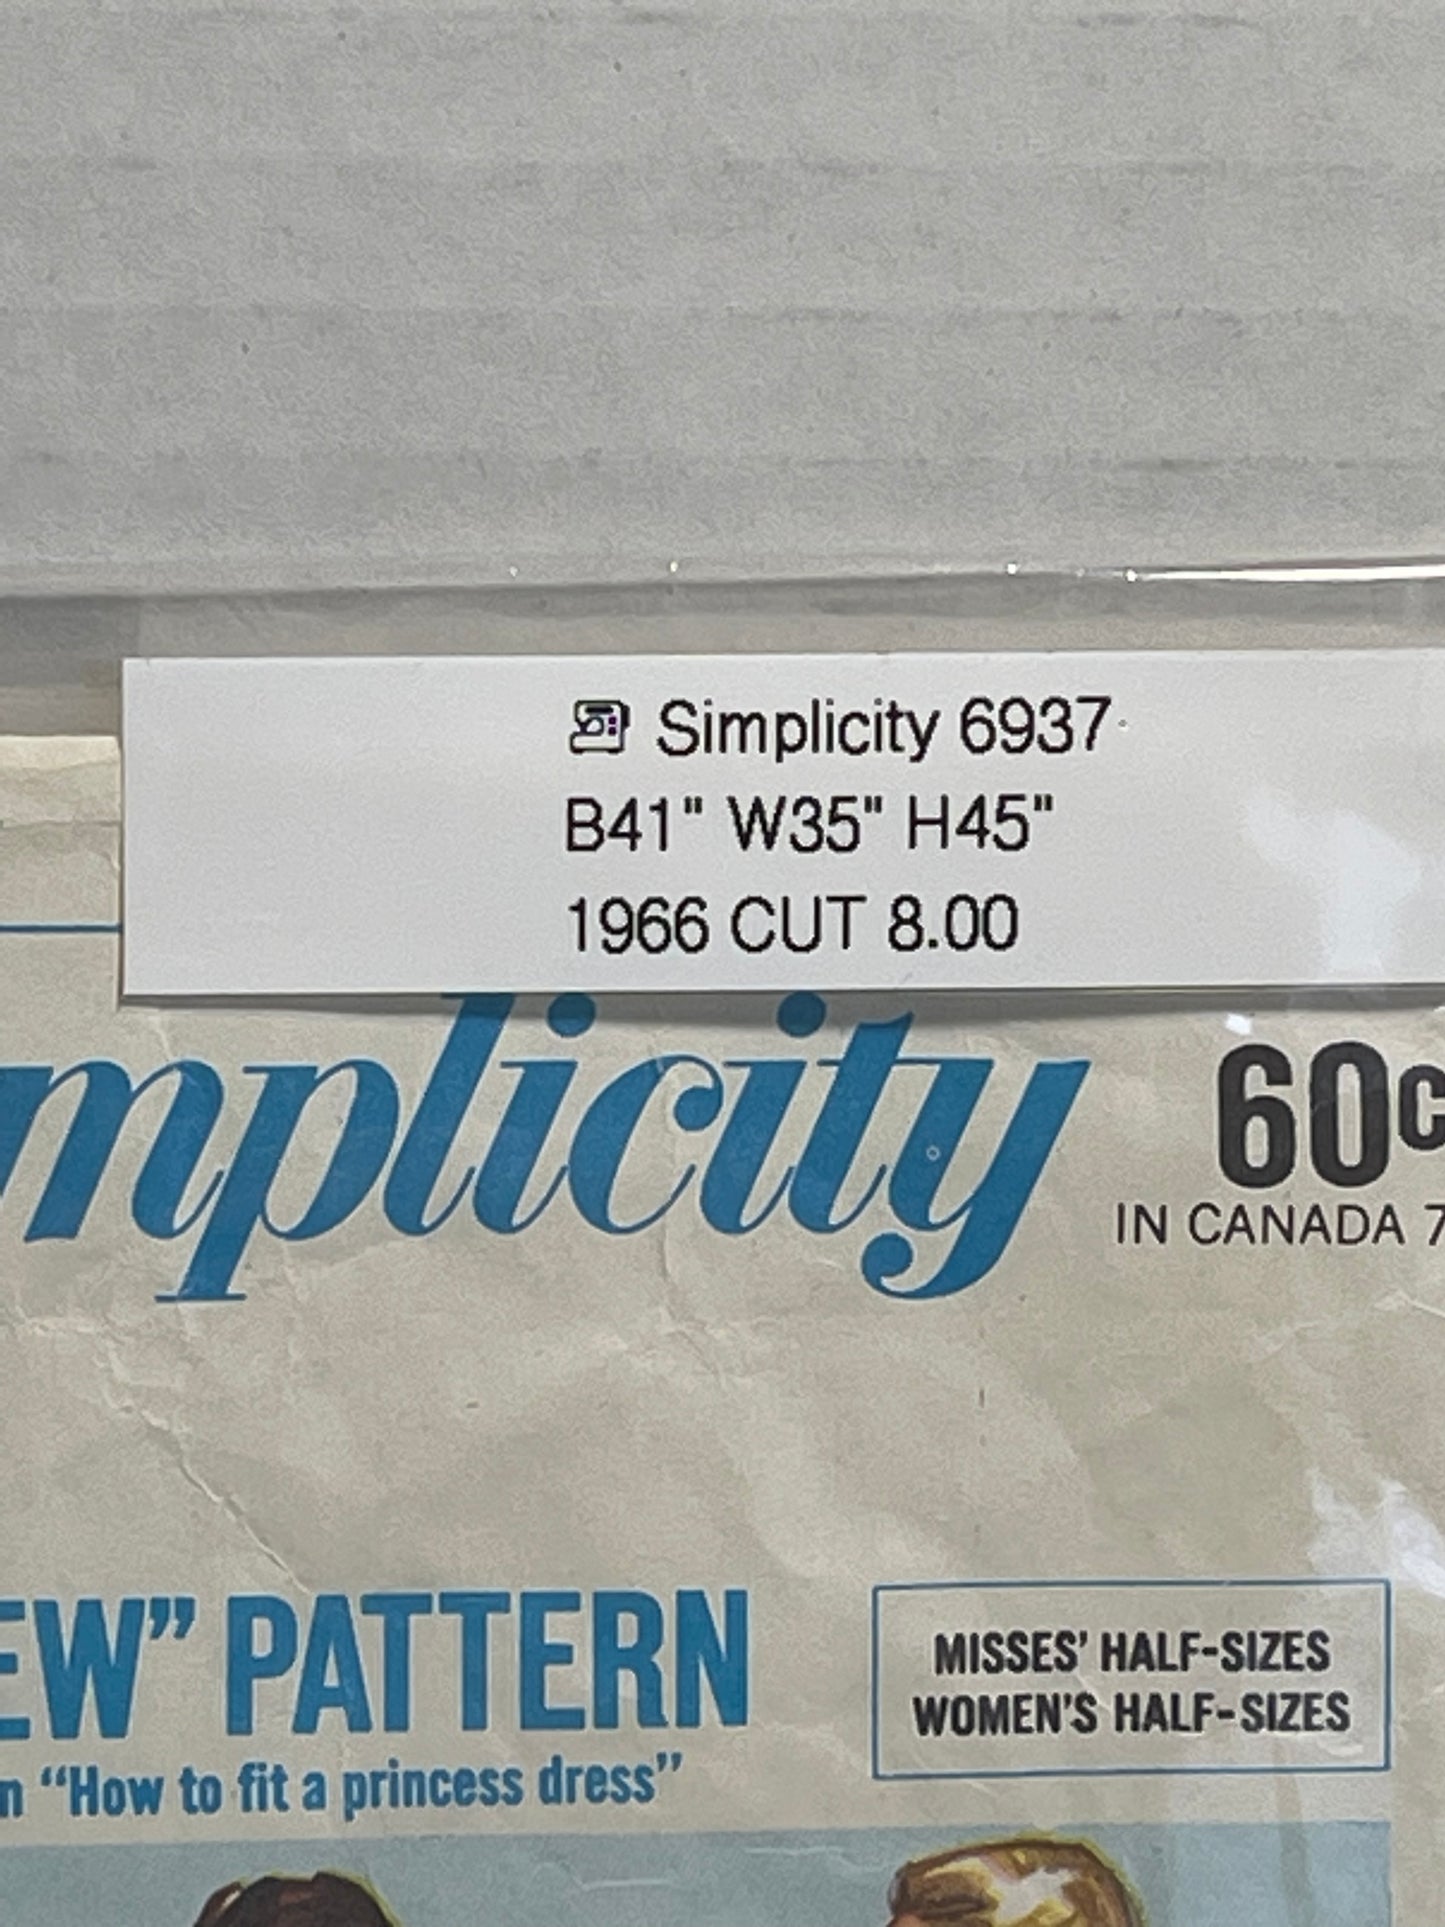 Simplicity 6937
B41" W35" H45"
1966 CUT 8.00
mplicity
60¢
IN CANADA 7
EW” PATTERN
n “How to fit a princess dress”
MISSES’ HALF-SIZES
WOMEN’S HALF-SIZES